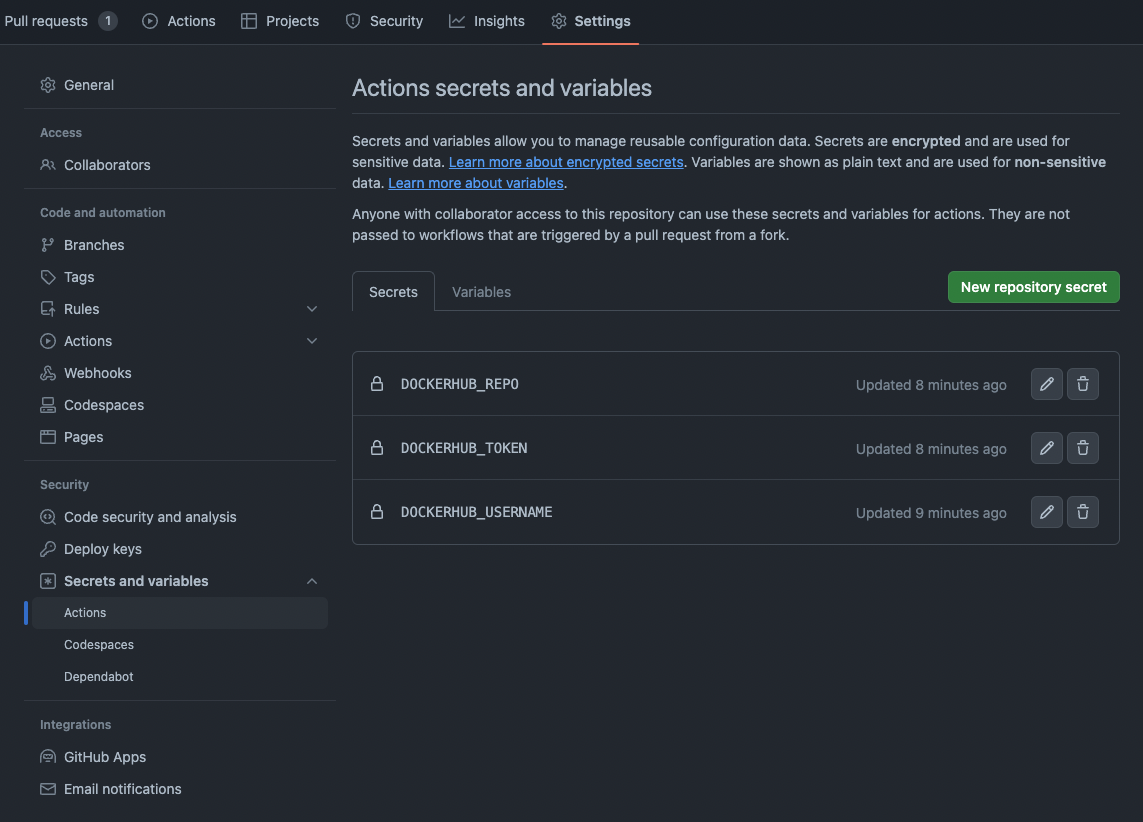 Pull requests 1 Actions Projects Security Insights Settings
General
Access
Collaborators
Code and automation
Branches
Tags
Rules
Actions
Webhooks
Codespaces
Pages
Security
Code security and analysis
Deploy keys
Secrets and variables
Actions
Codespaces
Dependabot
Integrations
GitHub Apps
Email notifications
Actions secrets and variables
Secrets and variables allow you to manage reusable configuration data. Secrets are encrypted and are used for
sensitive data. Learn more about encrypted secrets. Variables are shown as plain text and are used for non-sensitive
data. Learn more about variables.
Anyone with collaborator access to this repository can use these secrets and variables for actions. They are not
passed to workflows that are triggered by a pull request from a fork.
Secrets Variables New repository secret
DOCKERHUB_REPO Updated 8 minutes ago
DOCKERHUB_TOKEN Updated 8 minutes ago
DOCKERHUB_USERNAME Updated 9 minutes ago